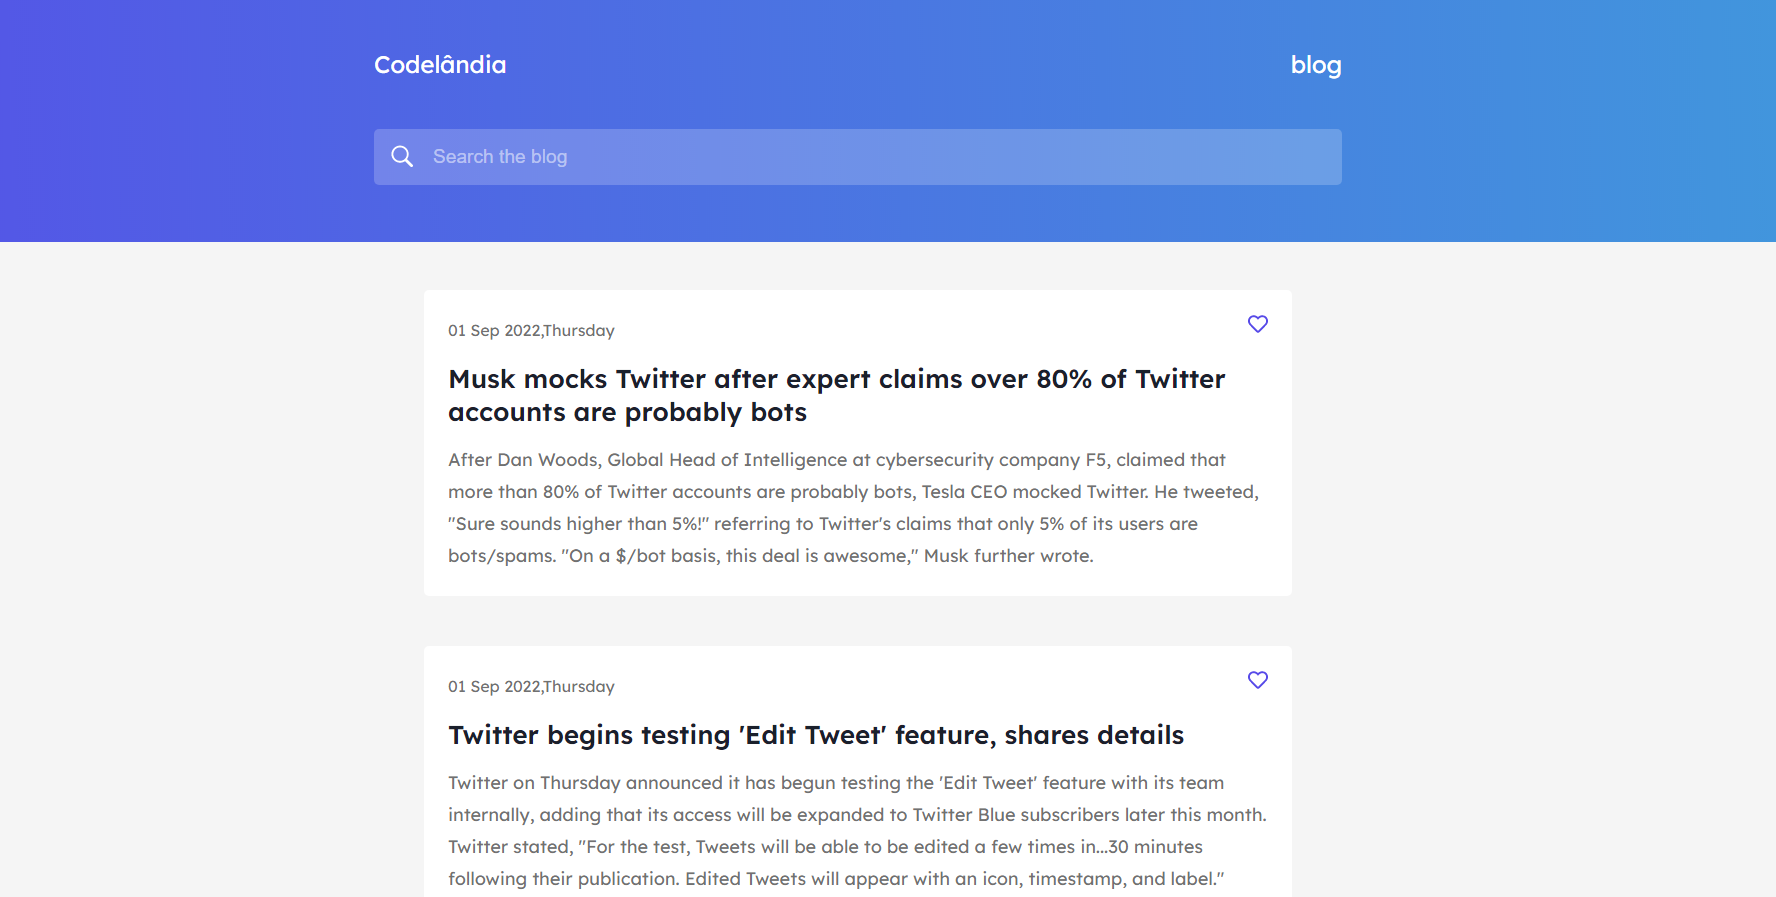 Codelândia
blog
Search the blog
01 Sep 2022,Thursday
Musk mocks Twitter after expert claims over 80% of Twitter
accounts are probably bots
After Dan Woods, Global Head of Intelligence at cybersecurity company F5, claimed that
more than 80% of Twitter accounts are probably bots, Tesla CEO mocked Twitter. He tweeted,
"Sure sounds higher than 5%!" referring to Twitter's claims that only 5% of its users are
bots/spams. "On a $/bot basis, this deal is awesome," Musk further wrote.
01 Sep 2022,Thursday
Twitter begins testing 'Edit Tweet' feature, shares details
Twitter on Thursday announced it has begun testing the 'Edit Tweet' feature with its team
internally, adding that its access will be expanded to Twitter Blue subscribers later this month.
Twitter stated, "For the test, Tweets will be able to be edited a few times in...30 minutes
following their publication. Edited Tweets will appear with an icon, timestamp, and label."